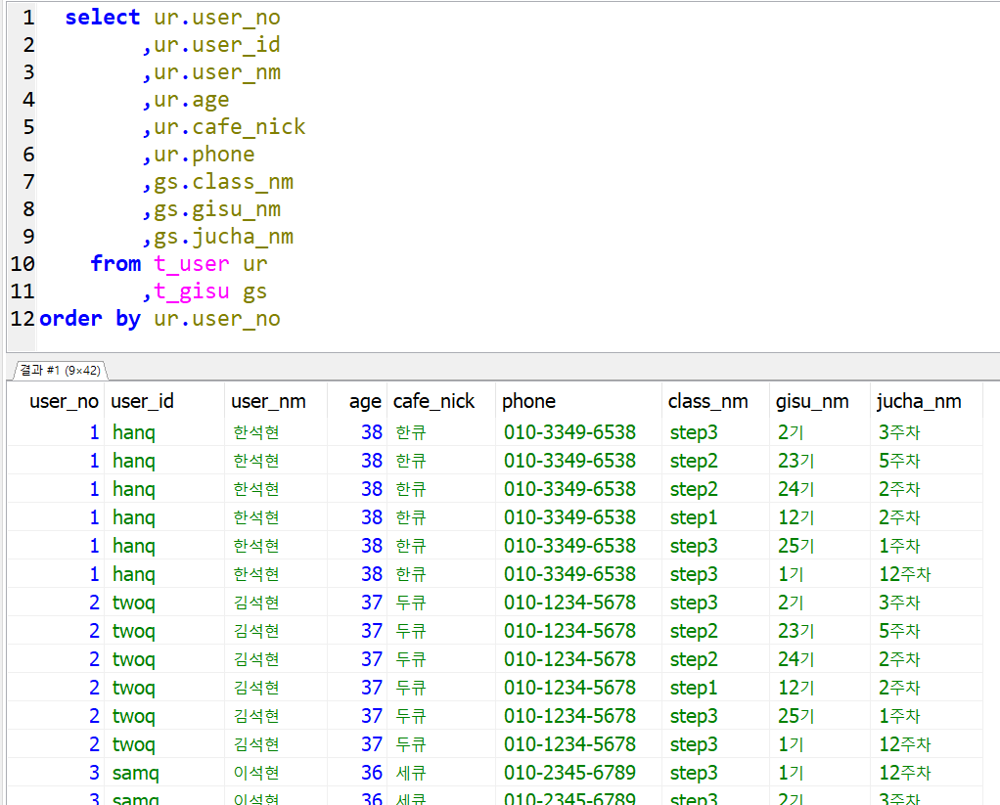 1 select ur.user_no
2 ,ur.user_id
3 ,ur.user_nm
4 ,ur.age
5 ,ur.cafe_nick
6 ,ur.phone
7 ,gs.class_nm
8 ,gs.gisu_nm
9 ,gs.jucha_nm
10 from t_user ur
11 ,t_gisu gs
12 order by ur.user_no
결과 #1 (9×42)
user_no user_id user_nm age cafe_nick phone class_nm gisu_nm jucha_nm
1 hanq 한석현 38 한큐 010-3349-6538 step3 2기 3주차
1 hanq 한석현 38 한큐 010-3349-6538 step2 23기 5주차
1 hanq 한석현 38 한큐 010-3349-6538 step2 24기 2주차
1 hanq 한석현 38 한큐 010-3349-6538 step1 12기 2주차
1 hanq 한석현 38 한큐 010-3349-6538 step3 25기 1주차
1 hanq 한석현 38 한큐 010-3349-6538 step3 1기 12주차
2 twoq 김석현 37 두큐 010-1234-5678 step3 2기 3주차
2 twoq 김석현 37 두큐 010-1234-5678 step2 23기 5주차
2 twoq 김석현 37 두큐 010-1234-5678 step2 24기 2주차
2 twoq 김석현 37 두큐 010-1234-5678 step1 12기 2주차
2 twoq 김석현 37 두큐 010-1234-5678 step3 25기 1주차
2 twoq 김석현 37 두큐 010-1234-5678 step3 1기 12주차
3 samq 이석현 36 세큐 010-2345-6789 step3 1기 12주차
3 samq 이석현 36 세큐 010-2345-6789 step3 2기 3주차